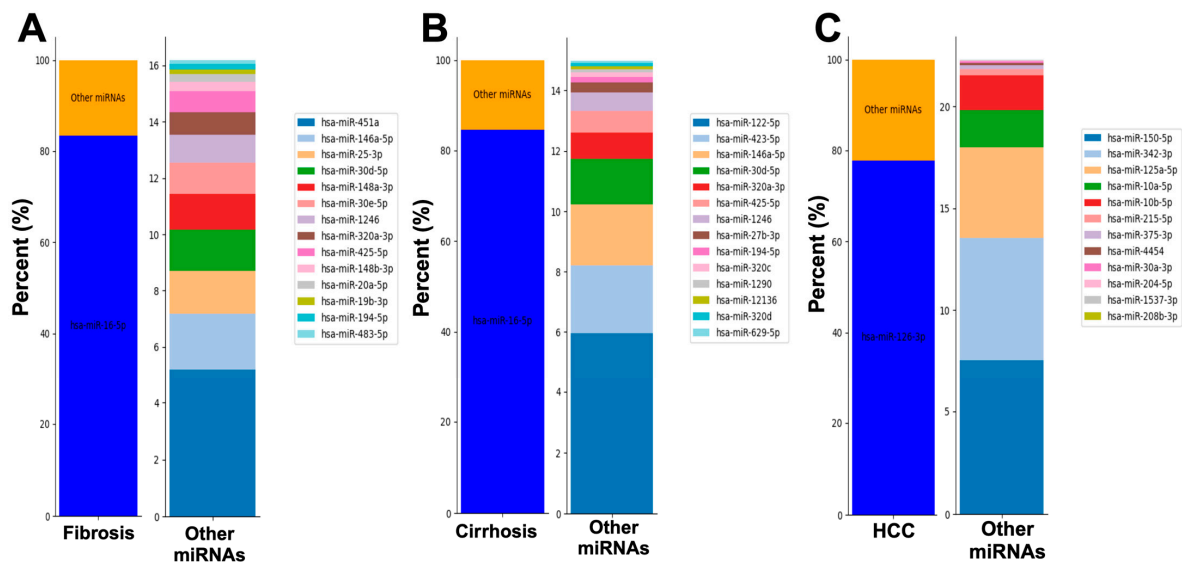 A
B
C
Percent (%)
100
80
60
40
20
0
Other miRNAs
hsa-miR-16-5p
Fibrosis
16
14
12
10
8
6
4
2
0
Other
miRNAs
hsa-miR-451a
hsa-miR-146a-5p
hsa-miR-25-3p
hsa-miR-30d-5p
hsa-miR-148a-3p
hsa-miR-30e-5p
hsa-miR-1246
hsa-miR-320a-3p
hsa-miR-425-5p
hsa-miR-148b-3p
hsa-miR-20a-5p
hsa-miR-19b-3p
hsa-miR-194-5p
hsa-miR-483-5p
Percent (%)
100
80
60
40
20
0
Other miRNAs
hsa-miR-16-5p
Cirrhosis
14
12
10
8
6
4
2
0
Other
miRNAs
hsa-miR-122-5p
hsa-miR-423-5p
hsa-miR-146a-5p
hsa-miR-30d-5p
hsa-miR-320a-3p
hsa-miR-425-5p
hsa-miR-1246
hsa-miR-27b-3p
hsa-miR-194-5p
hsa-miR-320c
hsa-miR-1290
hsa-miR-12136
hsa-miR-320d
hsa-miR-629-5p
Percent (%)
100
80
60
40
20
0
Other miRNAs
hsa-miR-126-3p
HCC
20
15
10
5
0
Other
miRNAs
hsa-miR-150-5p
hsa-miR-342-3p
hsa-miR-125a-5p
hsa-miR-10a-5p
hsa-miR-10b-5p
hsa-miR-215-5p
hsa-miR-375-3p
hsa-miR-4454
hsa-miR-30a-3p
hsa-miR-204-5p
hsa-miR-1537-3p
hsa-miR-208b-3p